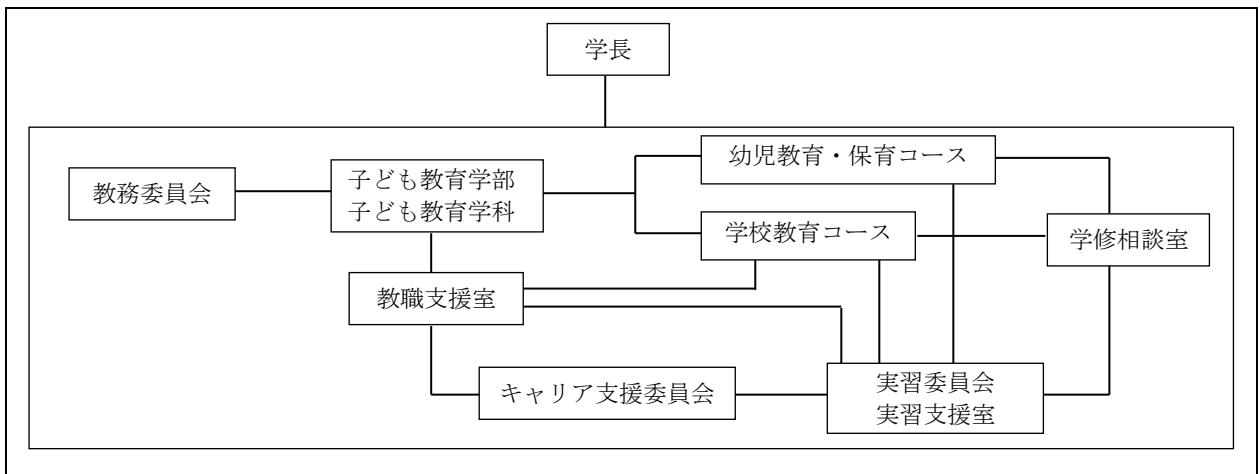 学長
幼児教育・保育コース
教務委員会
子ども教育学部
子ども教育学科
学校教育コース
学修相談室
教職支援室
キャリア支援委員会
実習委員会
実習支援室